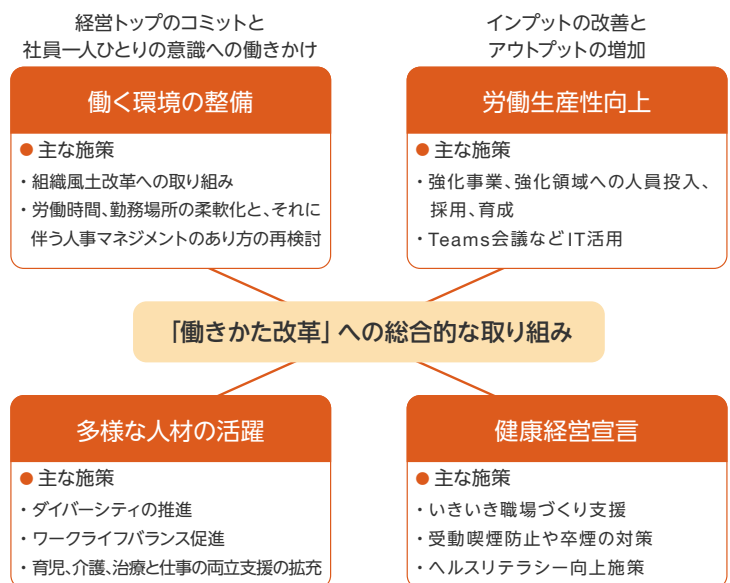 経営トップのコミットと
社員一人ひとりの意識への働きかけ
働く環境の整備
● 主な施策
・組織風土改革への取り組み
・労働時間、勤務場所の柔軟化と、それに
伴う人事マネジメントのあり方の再検討
インプットの改善と
アウトプットの増加
労働生産性向上
● 主な施策
・強化事業、強化領域への人員投入、
採用、育成
・Teams会議などIT活用
「働きかた改革」への総合的な取り組み
多様な人材の活躍
● 主な施策
・ダイバーシティの推進
・ワークライフバランス促進
・育児、介護、治療と仕事の両立支援の拡充
健康経営宣言
● 主な施策
・いきいき職場づくり支援
・受動喫煙防止や卒煙の対策
・ヘルスリテラシー向上施策